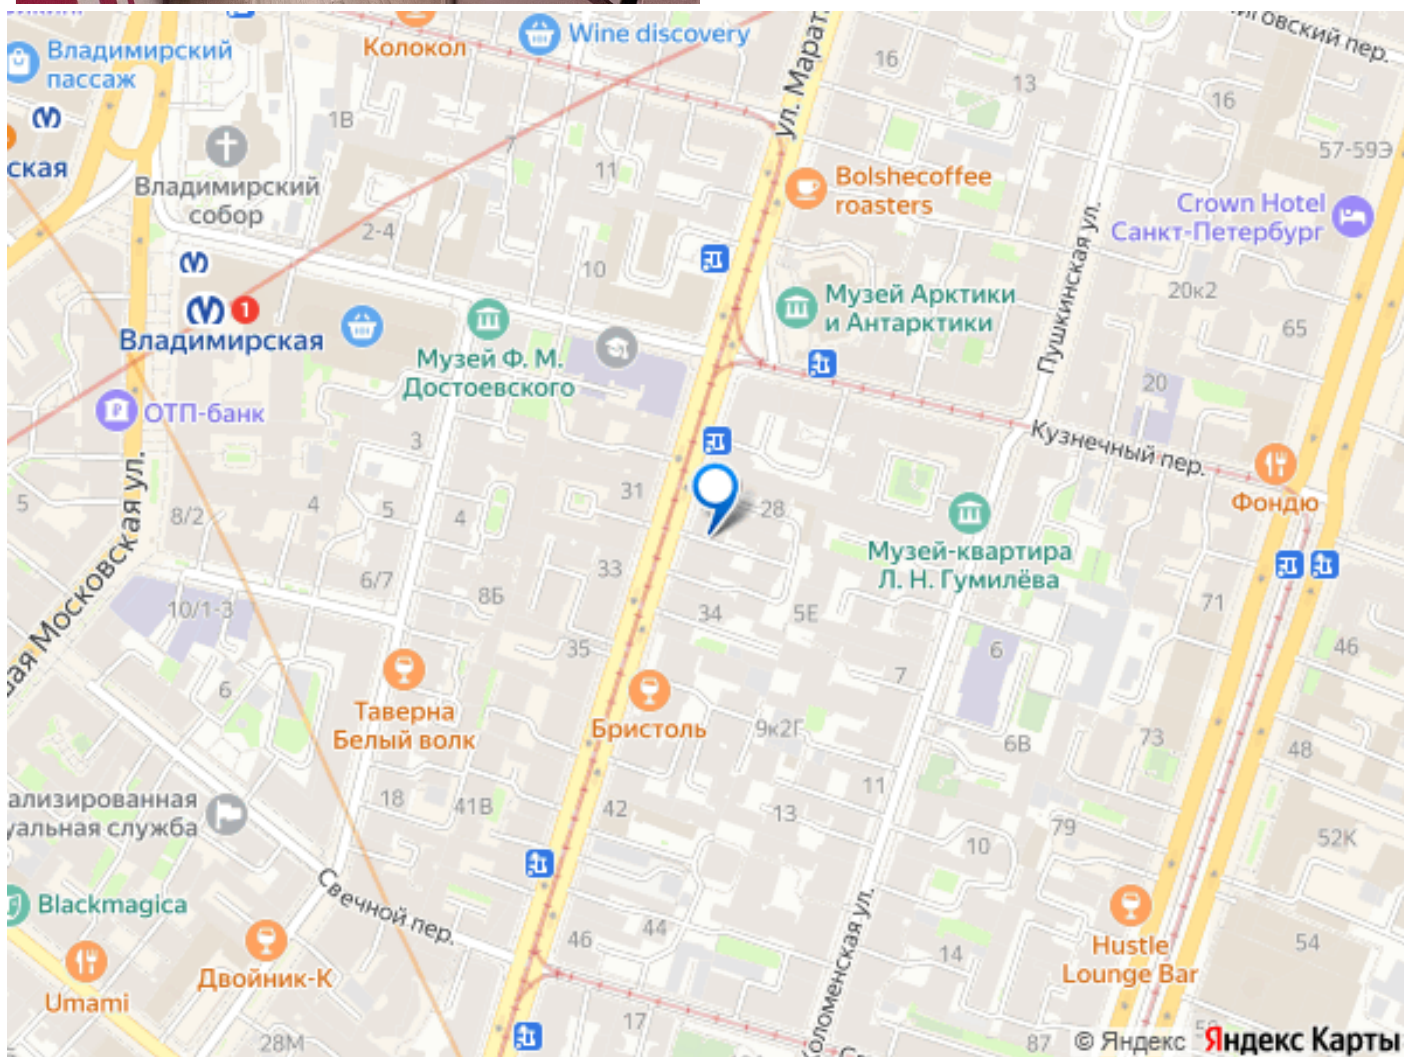 Владимирский
пассаж
Колокол
Wine discovery
ул. Марата
16
13
16
57-59Э
ская
1В
7
11
Владимирский
собор
Bolshecoffee
roasters
Crown Hotel
Санкт-Петербург
Пушкинская ул.
2-4
10
20к2
65
1
Владимирская
Музей Арктики
и Антарктики
Музей Ф. М.
Достоевского
20
ОТП-банк
3
Кузнечный пер.
Фондю
5
8/2
4
5
4
31
28
Музей-квартира
Л. Н. Гумилёва
6/7
8Б
33
10/1-3
34
5Е
71
46
35
7
6
6
Таверна
Белый волк
Бристоль
9к2Г
6В
73
48
ализированная
уальная служба
18
41В
42
13
11
79
10
52К
Свечной пер.
Blackmagica
Двойник-К
Umami
46
44
14
54
Hustle
Lounge Bar
28М
17
87
© Яндекс Яндекс Карты